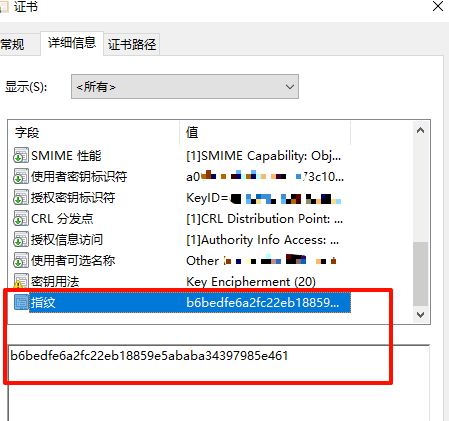 证书
常规 详细信息 证书路径
显示(S): <所有>
字段 值
SMIME 性能 [1]SMIME Capability: Obj...
使用者密钥标识符 a0 73c10...
授权密钥标识符 KeyID=
CRL 分发点 [1]CRL Distribution Point: ...
授权信息访问 [1]Authority Info Access: ...
使用者可选名称 Other
密钥用法 Key Encipherment (20)
指纹 b6bedfe6a2fc22eb18859...
b6bedfe6a2fc22eb18859e5ababa34397985e461